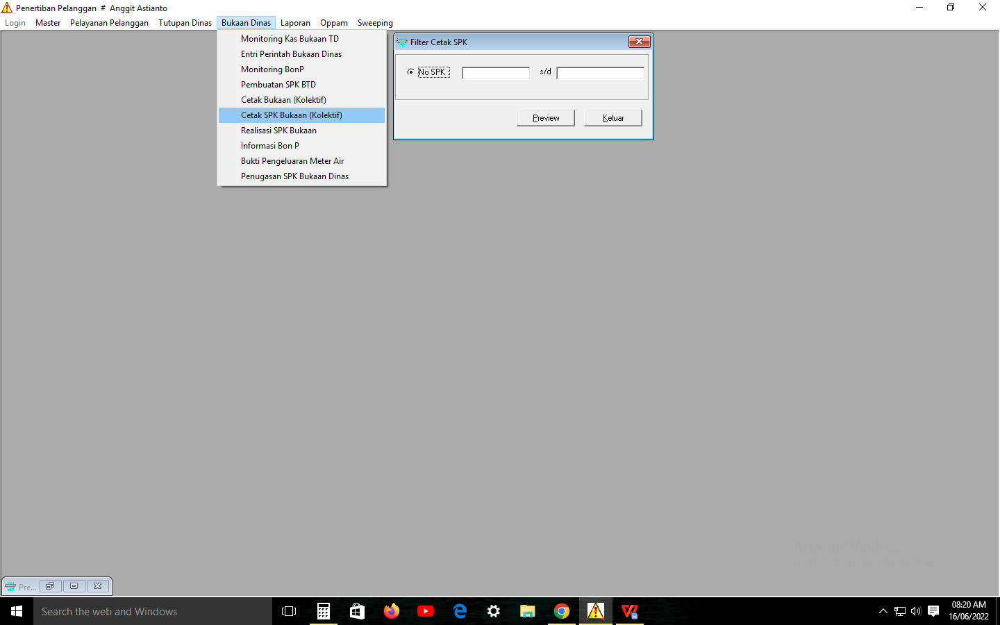 Penertiban Pelanggan # Anggit Astianto
Login Master Pelayanan Pelanggan Tutupan Dinas Bukaan Dinas Laporan Oppam Sweeping
Monitoring Kas Bukaan TD
Entri Perintah Bukaan Dinas
Monitoring BonP
Pembuatan SPK BTD
Cetak Bukaan (Kolektif)
Cetak SPK Bukaan (Kolektif)
Realisasi SPK Bukaan
Informasi Bon P
Bukti Pengeluaran Meter Air
Penugasan SPK Bukaan Dinas
Filter Cetak SPK
No SPK : s/d
Preview Keluar
Pre...
Search the web and Windows
08:20 AM
16/06/2022